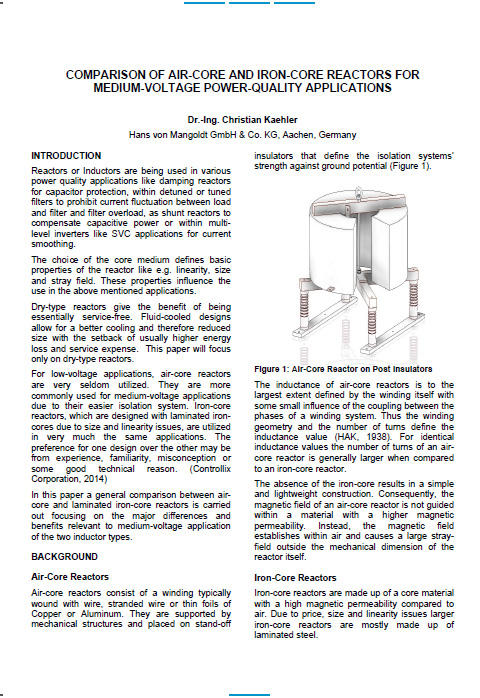 COMPARISON OF AIR-CORE AND IRON-CORE REACTORS FOR
MEDIUM-VOLTAGE POWER-QUALITY APPLICATIONS
Dr.-Ing. Christian Kaehler
Hans von Mangoldt GmbH & Co. KG, Aachen, Germany
INTRODUCTION
Reactors or Inductors are being used in various
power quality applications like damping reactors
for capacitor protection, within detuned or tuned
filters to prohibit current fluctuation between load
and filter and filter overload, as shunt reactors to
compensate capacitive power or within multi-
level inverters like SVC applications for current
smoothing.
The choice of the core medium defines basic
properties of the reactor like e.g. linearity, size
and stray field. These properties influence the
use in the above mentioned applications.
Dry-type reactors give the benefit of being
essentially service-free. Fluid-cooled designs
allow for a better cooling and therefore reduced
size with the setback of usually higher energy
loss and service expense. This paper will focus
only on dry-type reactors.
For low-voltage applications, air-core reactors
are very seldom utilized. They are more
commonly used for medium-voltage applications
due to their easier isolation system. Iron-core
reactors, which are designed with laminated iron-
cores due to size and linearity issues, are utilized
in very much the same applications. The
preference for one design over the other may be
from experience, familiarity, misconception or
some good technical reason. (Controllix
Corporation, 2014)
In this paper a general comparison between air-
core and laminated iron-core reactors is carried
out focusing on the major differences and
benefits relevant to medium-voltage application
of the two inductor types.
BACKGROUND
Air-Core Reactors
Air-core reactors consist of a winding typically
wound with wire, stranded wire or thin foils of
Copper or Aluminum. They are supported by
mechanical structures and placed on stand-off
insulators that define the isolation systems'
strength against ground potential (Figure 1).
Figure 1: Air-Core Reactor on Post Insulators
The inductance of air-core reactors is to the
largest extent defined by the winding itself with
some small influence of the coupling between the
phases of a winding system. Thus the winding
geometry and the number of turns define the
inductance value (HAK, 1938). For identical
inductance values the number of turns of an air-
core reactor is generally larger when compared
to an iron-core reactor.
The absence of the iron-core results in a simple
and lightweight construction. Consequently, the
magnetic field of an air-core reactor is not guided
within a material with a higher magnetic
permeability. Instead, the magnetic field
establishes within air and causes a large stray-
field outside the mechanical dimension of the
reactor itself.
Iron-Core Reactors
Iron-core reactors are made up of a core material
with a high magnetic permeability compared to
air. Due to price, size and linearity issues larger
iron-core reactors are mostly made up of
laminated steel.